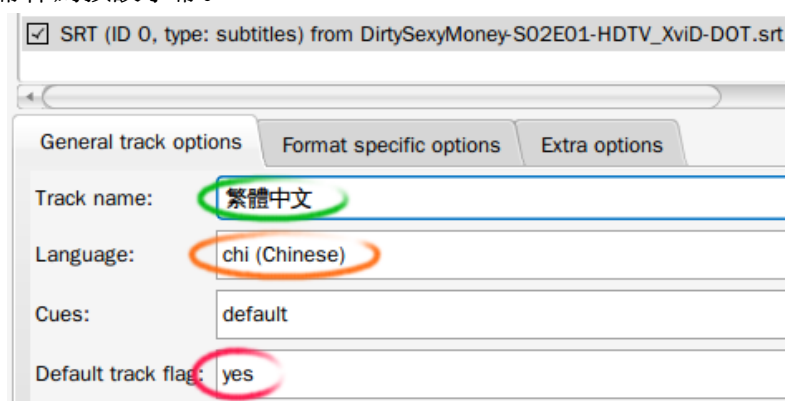 SRT (ID 0, type: subtitles) from DirtySexyMoney-S02E01-HDTV_XviD-DOT.srt
General track options Format specific options Extra options
Track name: 繁體中文
Language: chi (Chinese)
Cues: default
Default track flag: yes